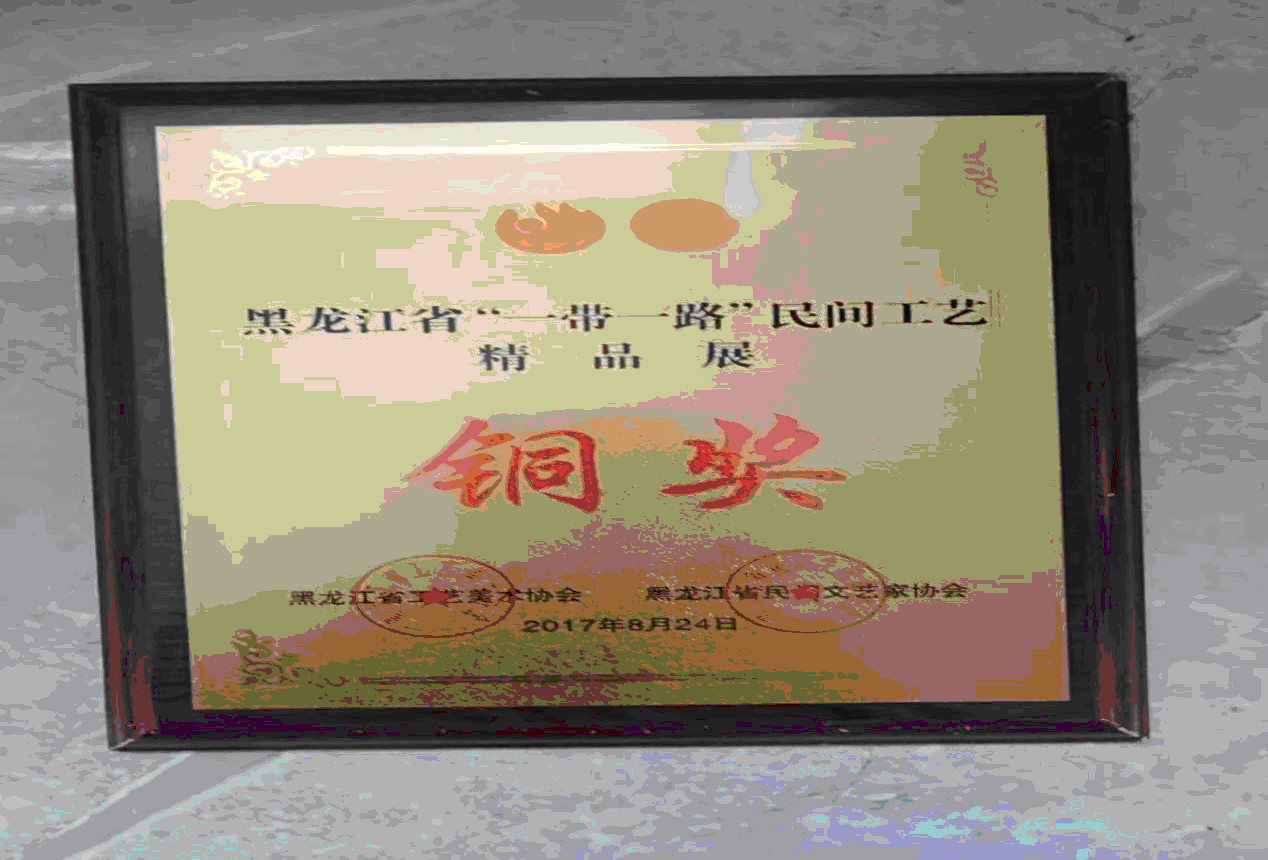 黑龙江省“一带一路”民间工艺
精品展
铜奖
黑龙江省工艺美术协会 黑龙江省民间文艺家协会
2017年8月24日